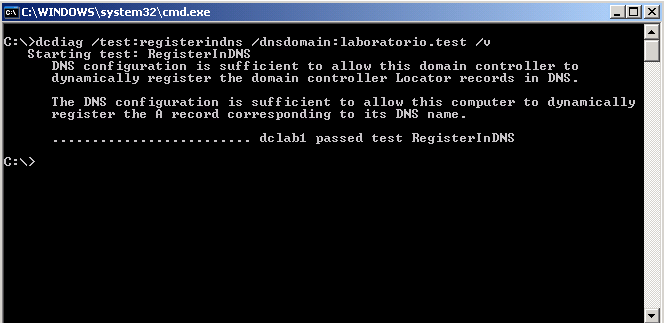 C:\WINDOWS\system32\cmd.exe
C:\>dcdiag /test:registerindns /dnsdomain:laboratorio.test /v
Starting test: RegisterInDNS
DNS configuration is sufficient to allow this domain controller to
dynamically register the domain controller Locator records in DNS.
The DNS configuration is sufficient to allow this computer to dynamically
register the A record corresponding to its DNS name.
......................... dclab1 passed test RegisterInDNS
C:\>